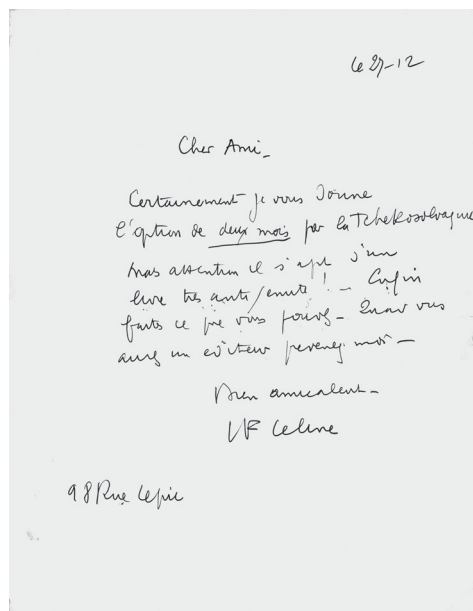 Le 27-12
Cher Ami_
Certainement je vous donne
l'option de deux mois pour la Tchekosolvaquie
mais attention il s'agit d'un
livre très antisémite ! _ Enfin
faites ce que vous pouvez _ Quand vous
aurez un éditeur prevenez moi _
Bien amicalement _
LF Celine
98 Rue Lepic